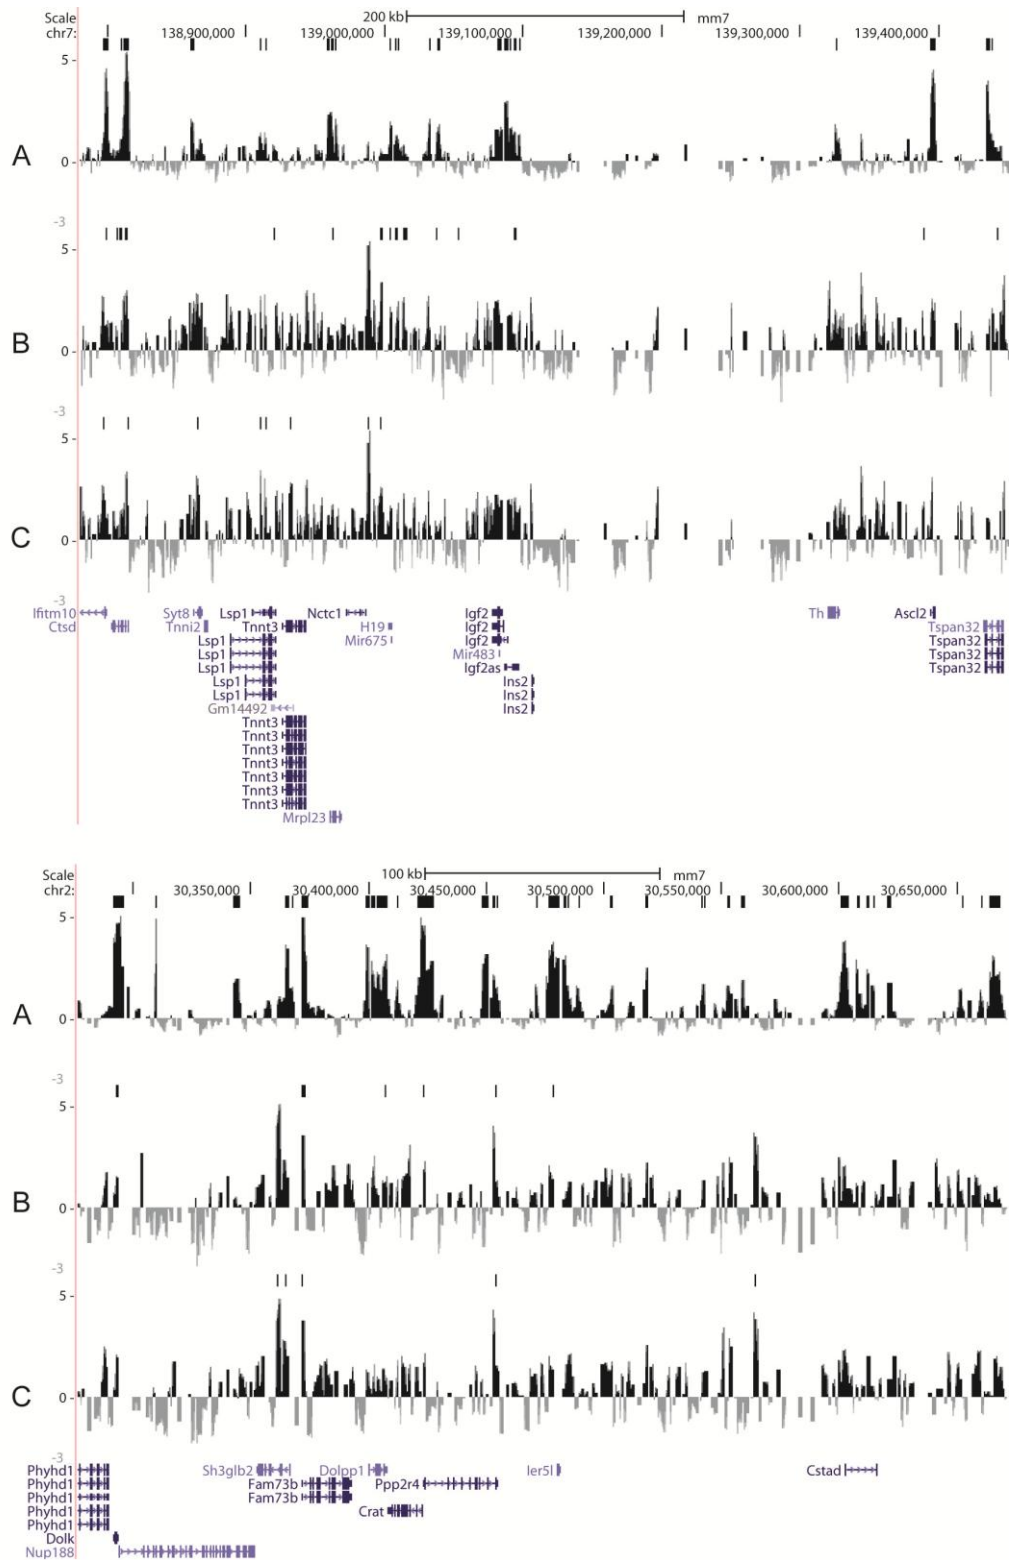 Scale 200 kb mm7
chr7: 138,900,000 139,000,000 139,100,000 139,200,000 139,300,000 139,400,000
5
A
0
-3
5
B
0
-3
5
C
0
-3
Ifitm10 Syt8 Lsp1 Nctc1 Igf2 Th Ascl2
Ctsd Tnni2 Tnnt3 H19 Igf2 Tspan32
Lsp1 Mir675 Igf2 Tspan32
Lsp1 Mir483 Tspan32
Lsp1 Igf2as Tspan32
Lsp1 Ins2
Lsp1 Ins2
Gm14492 Ins2
Tnnt3
Tnnt3
Tnnt3
Tnnt3
Tnnt3
Tnnt3
Tnnt3
Mrpl23
Scale 100 kb mm7
chr2: 30,350,000 30,400,000 30,450,000 30,500,000 30,550,000 30,600,000 30,650,000
5
A
0
-3
5
B
0
-3
5
C
0
-3
Phyhd1 Sh3glb2 Dolpp1 Ier5l Cstad
Phyhd1 Fam73b Ppp2r4
Phyhd1 Fam73b
Phyhd1 Crat
Phyhd1
Dolk
Nup188